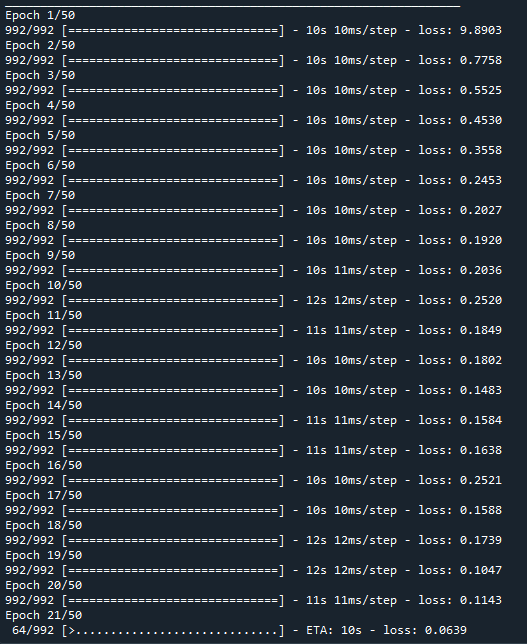 Epoch 1/50
992/992 [==============================] - 10s 10ms/step - loss: 9.8903
Epoch 2/50
992/992 [==============================] - 10s 10ms/step - loss: 0.7758
Epoch 3/50
992/992 [==============================] - 10s 10ms/step - loss: 0.5525
Epoch 4/50
992/992 [==============================] - 10s 10ms/step - loss: 0.4530
Epoch 5/50
992/992 [==============================] - 10s 10ms/step - loss: 0.3558
Epoch 6/50
992/992 [==============================] - 10s 10ms/step - loss: 0.2453
Epoch 7/50
992/992 [==============================] - 10s 10ms/step - loss: 0.2027
Epoch 8/50
992/992 [==============================] - 10s 10ms/step - loss: 0.1920
Epoch 9/50
992/992 [==============================] - 10s 11ms/step - loss: 0.2036
Epoch 10/50
992/992 [==============================] - 12s 12ms/step - loss: 0.2520
Epoch 11/50
992/992 [==============================] - 11s 11ms/step - loss: 0.1849
Epoch 12/50
992/992 [==============================] - 10s 10ms/step - loss: 0.1802
Epoch 13/50
992/992 [==============================] - 10s 10ms/step - loss: 0.1483
Epoch 14/50
992/992 [==============================] - 11s 11ms/step - loss: 0.1584
Epoch 15/50
992/992 [==============================] - 11s 11ms/step - loss: 0.1638
Epoch 16/50
992/992 [==============================] - 10s 10ms/step - loss: 0.2521
Epoch 17/50
992/992 [==============================] - 10s 10ms/step - loss: 0.1588
Epoch 18/50
992/992 [==============================] - 12s 12ms/step - loss: 0.1739
Epoch 19/50
992/992 [==============================] - 12s 12ms/step - loss: 0.1047
Epoch 20/50
992/992 [==============================] - 11s 11ms/step - loss: 0.1143
Epoch 21/50
 64/992 [>.............................] - ETA: 10s - loss: 0.0639